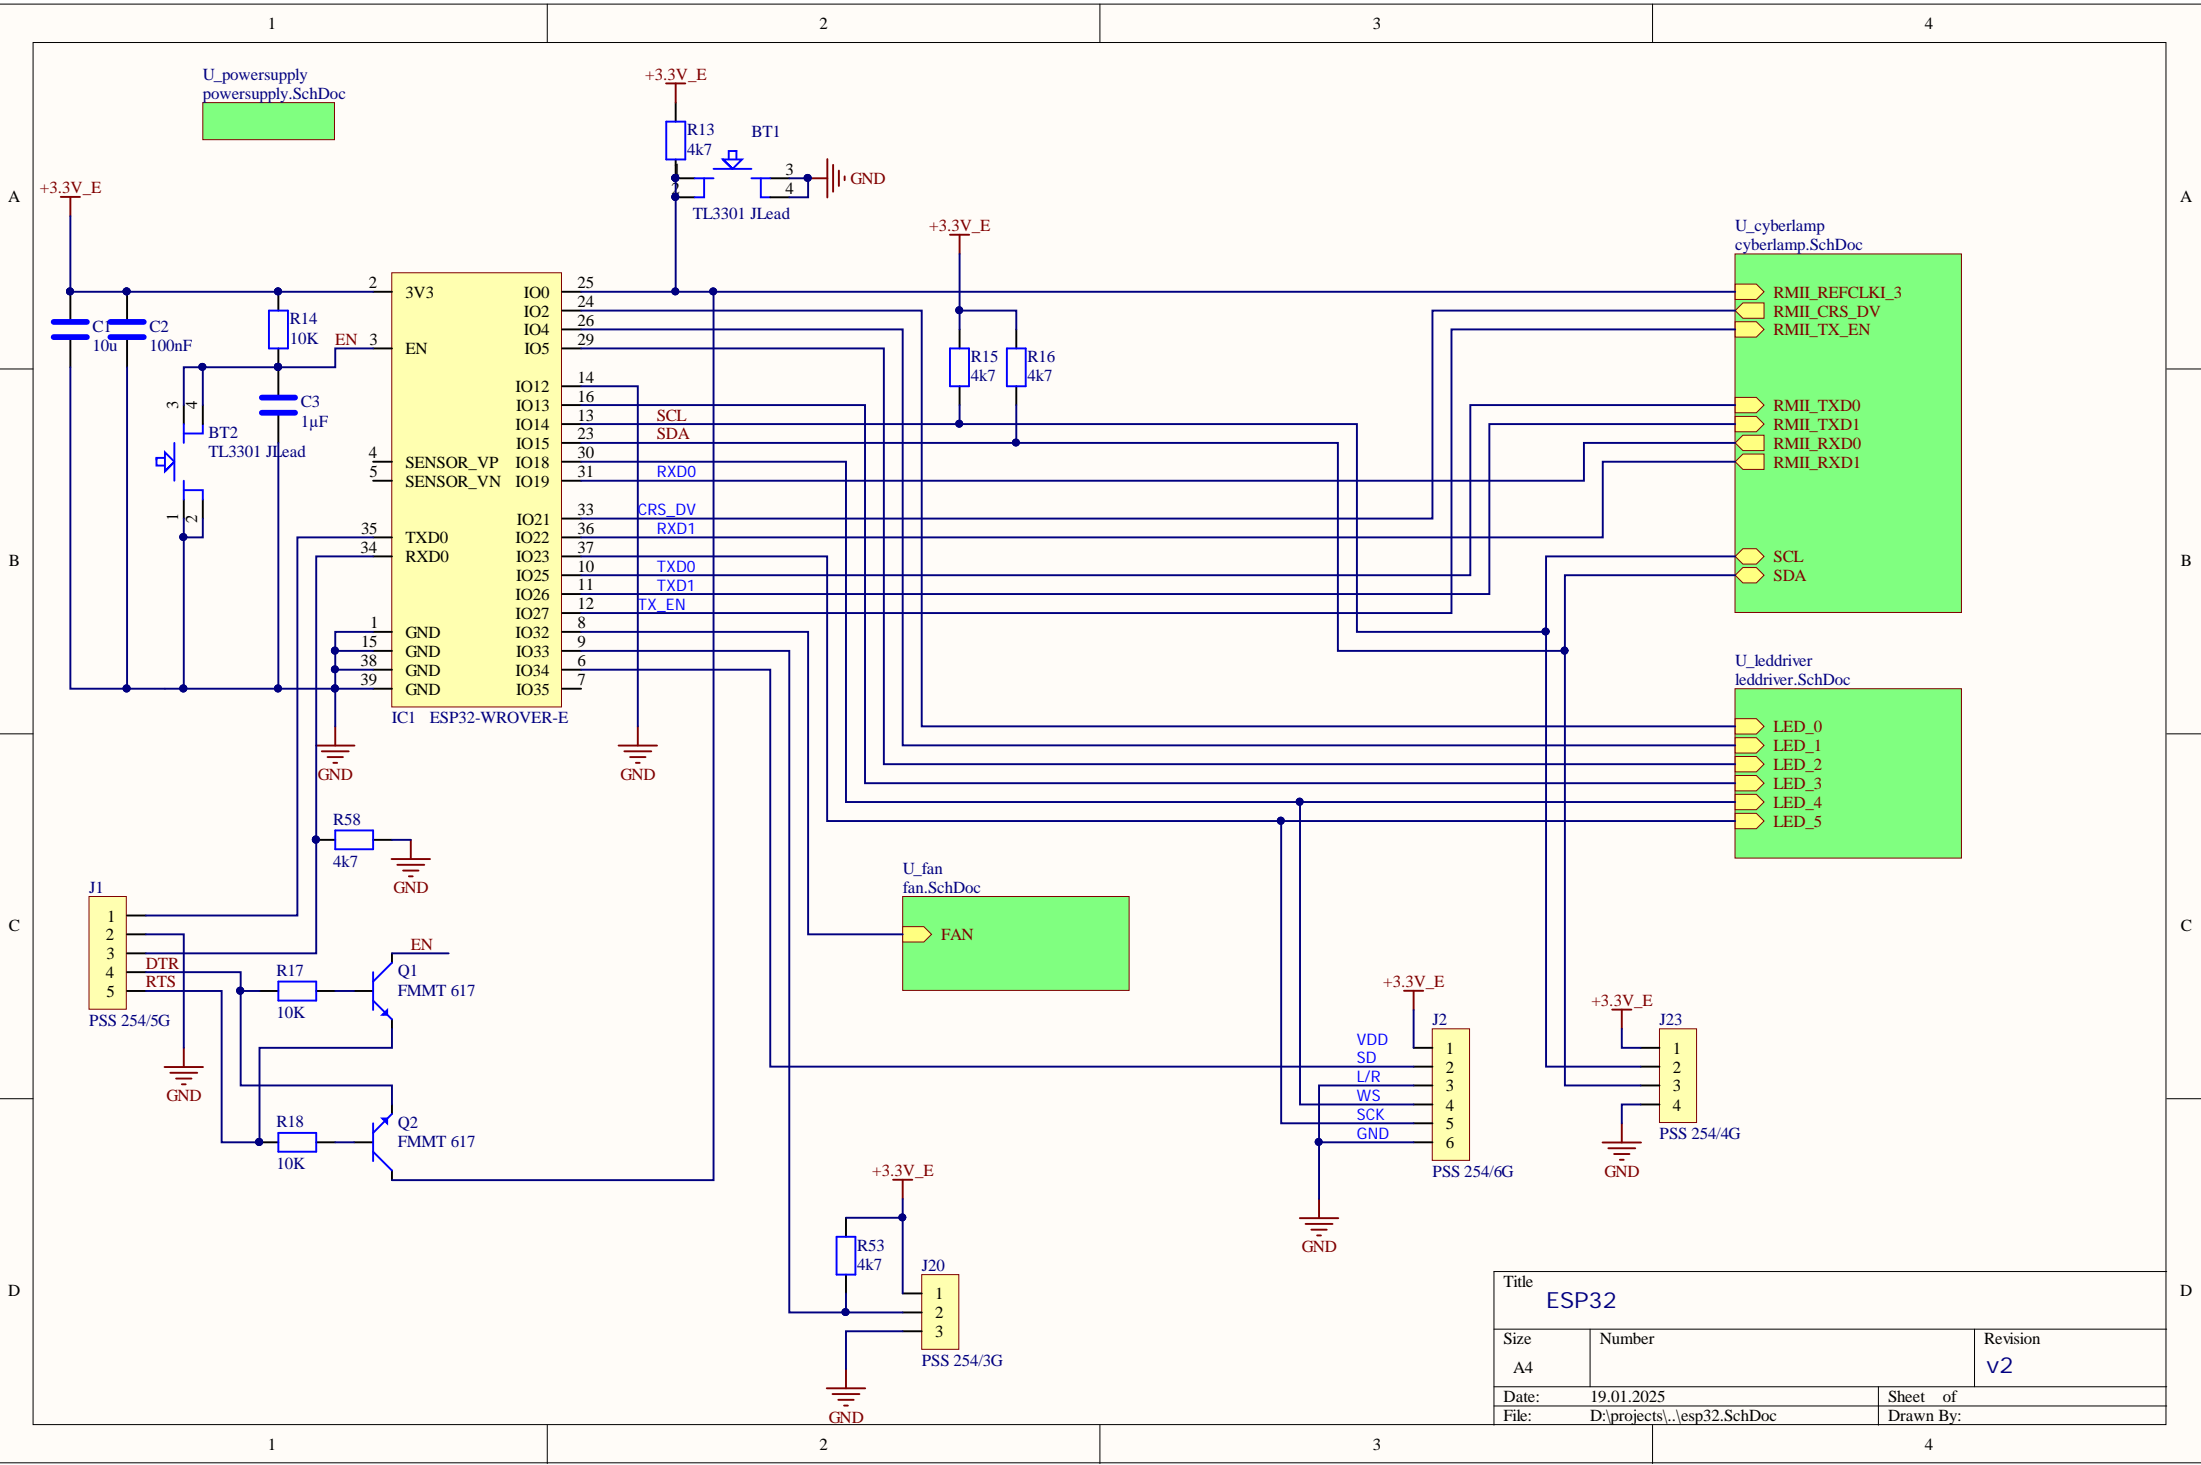 1 2 3 4
A
B
C
D
A
B
C
D
U_powersupply
powersupply.SchDoc
+3.3V_E
R13
4k7
BT1
3
4
2
GND
TL3301 JLead
+3.3V_E
C1
10u
C2
100nF
R14
10K
EN
C3
1µF
3
4
BT2
TL3301 JLead
1
2
2 3V3
3 EN
4 SENSOR_VP
5 SENSOR_VN
35 TXD0
34 RXD0
1 GND
15 GND
38 GND
39 GND
IO0 25
IO2 24
IO4 26
IO5 29
IO12 14
IO13 16
IO14 13 SCL
IO15 23 SDA
IO18 30
IO19 31 RXD0
IO21 33 CRS_DV
IO22 36 RXD1
IO23 37
IO25 10 TXD0
IO26 11 TXD1
IO27 12 TX_EN
IO32 8
IO33 9
IO34 6
IO35 7
IC1 ESP32-WROVER-E
GND
GND
+3.3V_E
R15
4k7
R16
4k7
U_cyberlamp
cyberlamp.SchDoc
RMII_REFCLKI_3
RMII_CRS_DV
RMII_TX_EN
RMII_TXD0
RMII_TXD1
RMII_RXD0
RMII_RXD1
SCL
SDA
U_leddriver
leddriver.SchDoc
LED_0
LED_1
LED_2
LED_3
LED_4
LED_5
R58
4k7
GND
J1
1
2
3
4
5
DTR
RTS
PSS 254/5G
GND
R17
10K
EN
Q1
FMMT 617
R18
10K
Q2
FMMT 617
U_fan
fan.SchDoc
FAN
+3.3V_E
J2
VDD 1
SD 2
L/R 3
WS 4
SCK 5
GND 6
PSS 254/6G
GND
+3.3V_E
J23
1
2
3
4
PSS 254/4G
GND
+3.3V_E
R53
4k7
J20
1
2
3
PSS 254/3G
GND
Title
ESP32
Size
A4
Number
Revision
v2
Date: 19.01.2025
Sheet of
File: D:\projects\..\esp32.SchDoc
Drawn By:
1 2 3 4